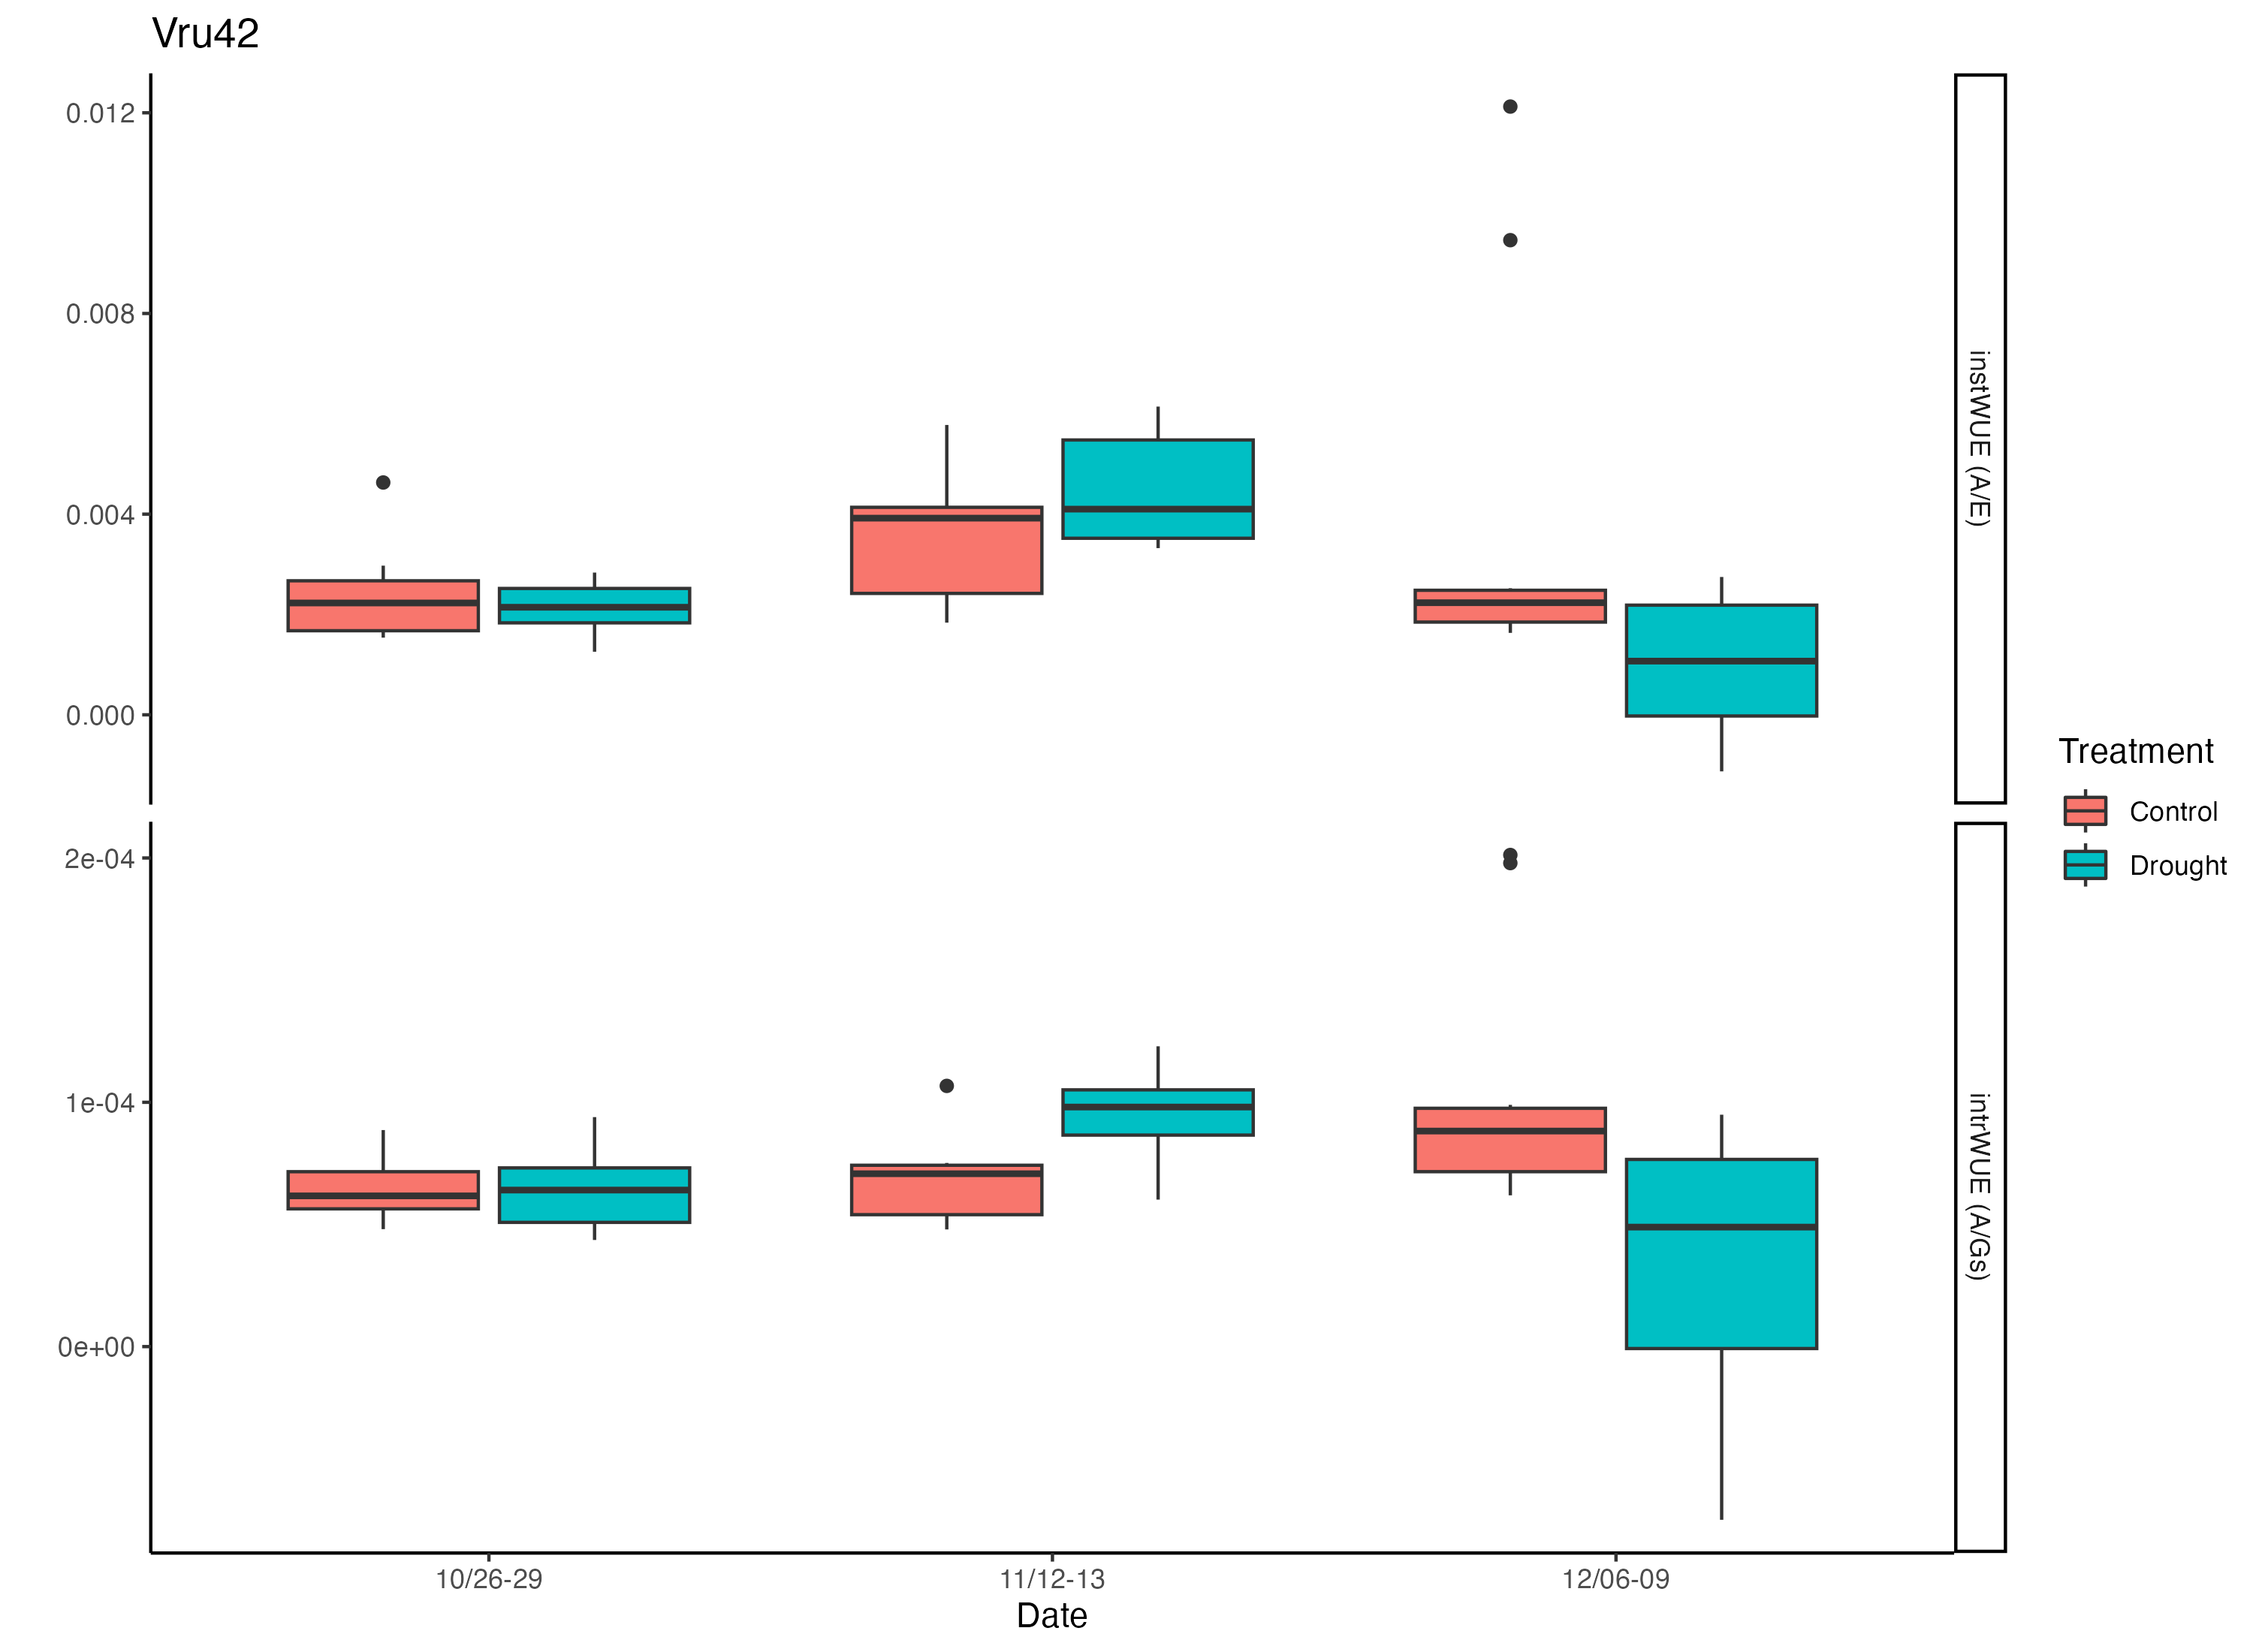 Vru42
0.012
0.008
0.004
0.000
instWUE (A/E)
2e-04
1e-04
0e+00
intrWUE (A/Gs)
10/26-29
11/12-13
12/06-09
Date
Treatment
Control
Drought